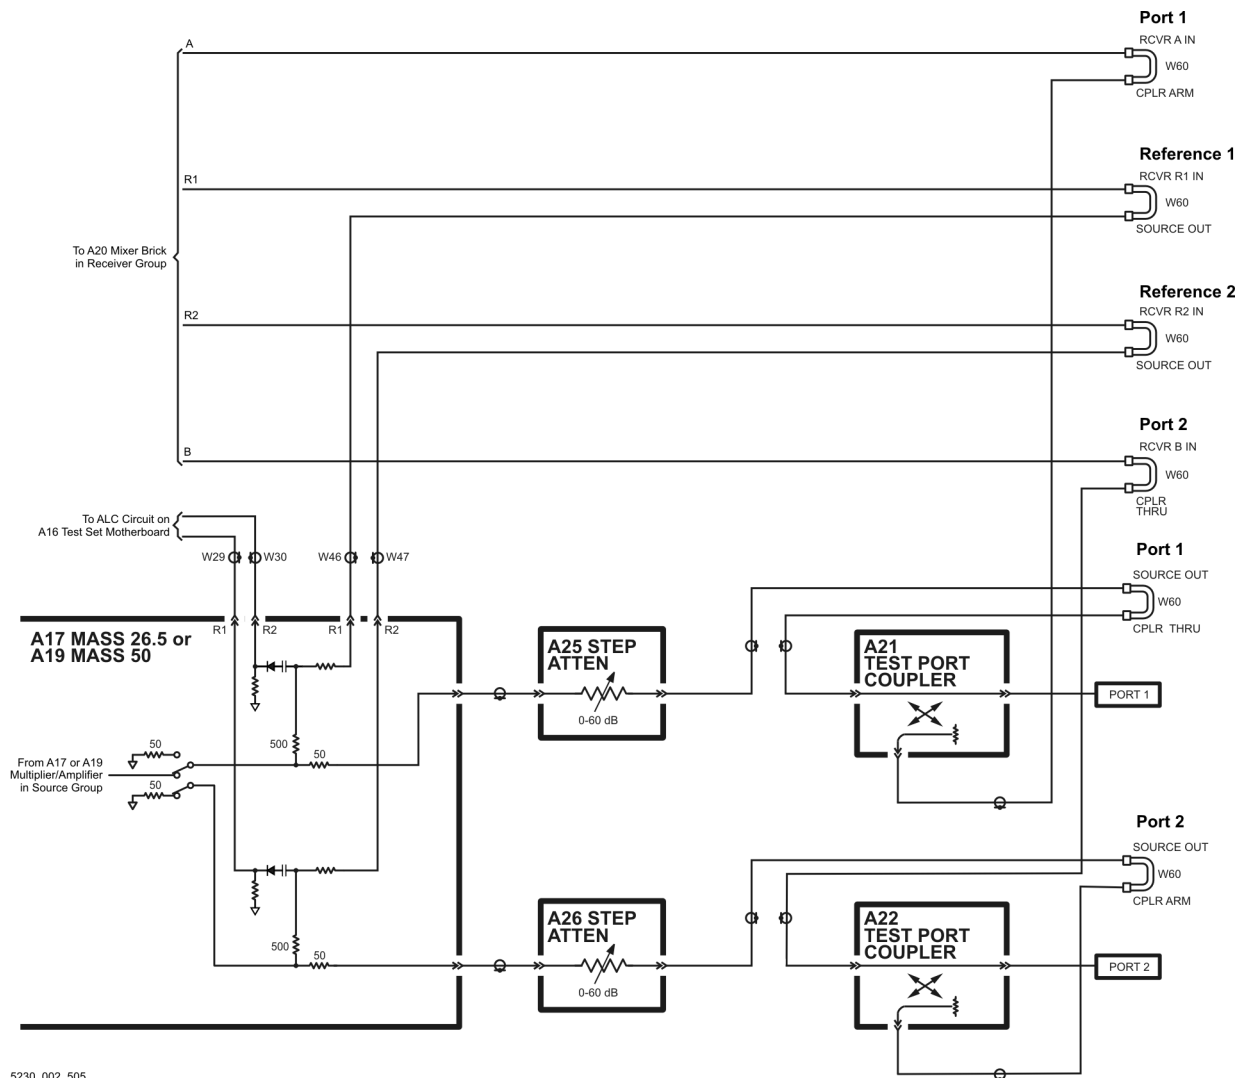 Port 1
A
RCVR A IN
W60
CPLR ARM
Reference 1
R1
RCVR R1 IN
W60
SOURCE OUT
To A20 Mixer Brick
in Receiver Group
Reference 2
R2
RCVR R2 IN
W60
SOURCE OUT
Port 2
B
RCVR B IN
W60
CPLR
THRU
To ALC Circuit on
A16 Test Set Motherboard
W29
W30
W46
W47
Port 1
SOURCE OUT
W60
CPLR THRU
R1
R2
R1
R2
A17 MASS 26.5 or
A19 MASS 50
A25 STEP
ATTEN
0-60 dB
A21
TEST PORT
COUPLER
PORT 1
500
50
50
From A17 or A19
Multiplier/Amplifier
in Source Group
50
Port 2
SOURCE OUT
W60
CPLR ARM
A26 STEP
ATTEN
0-60 dB
A22
TEST PORT
COUPLER
PORT 2
500
50
5230_002_505